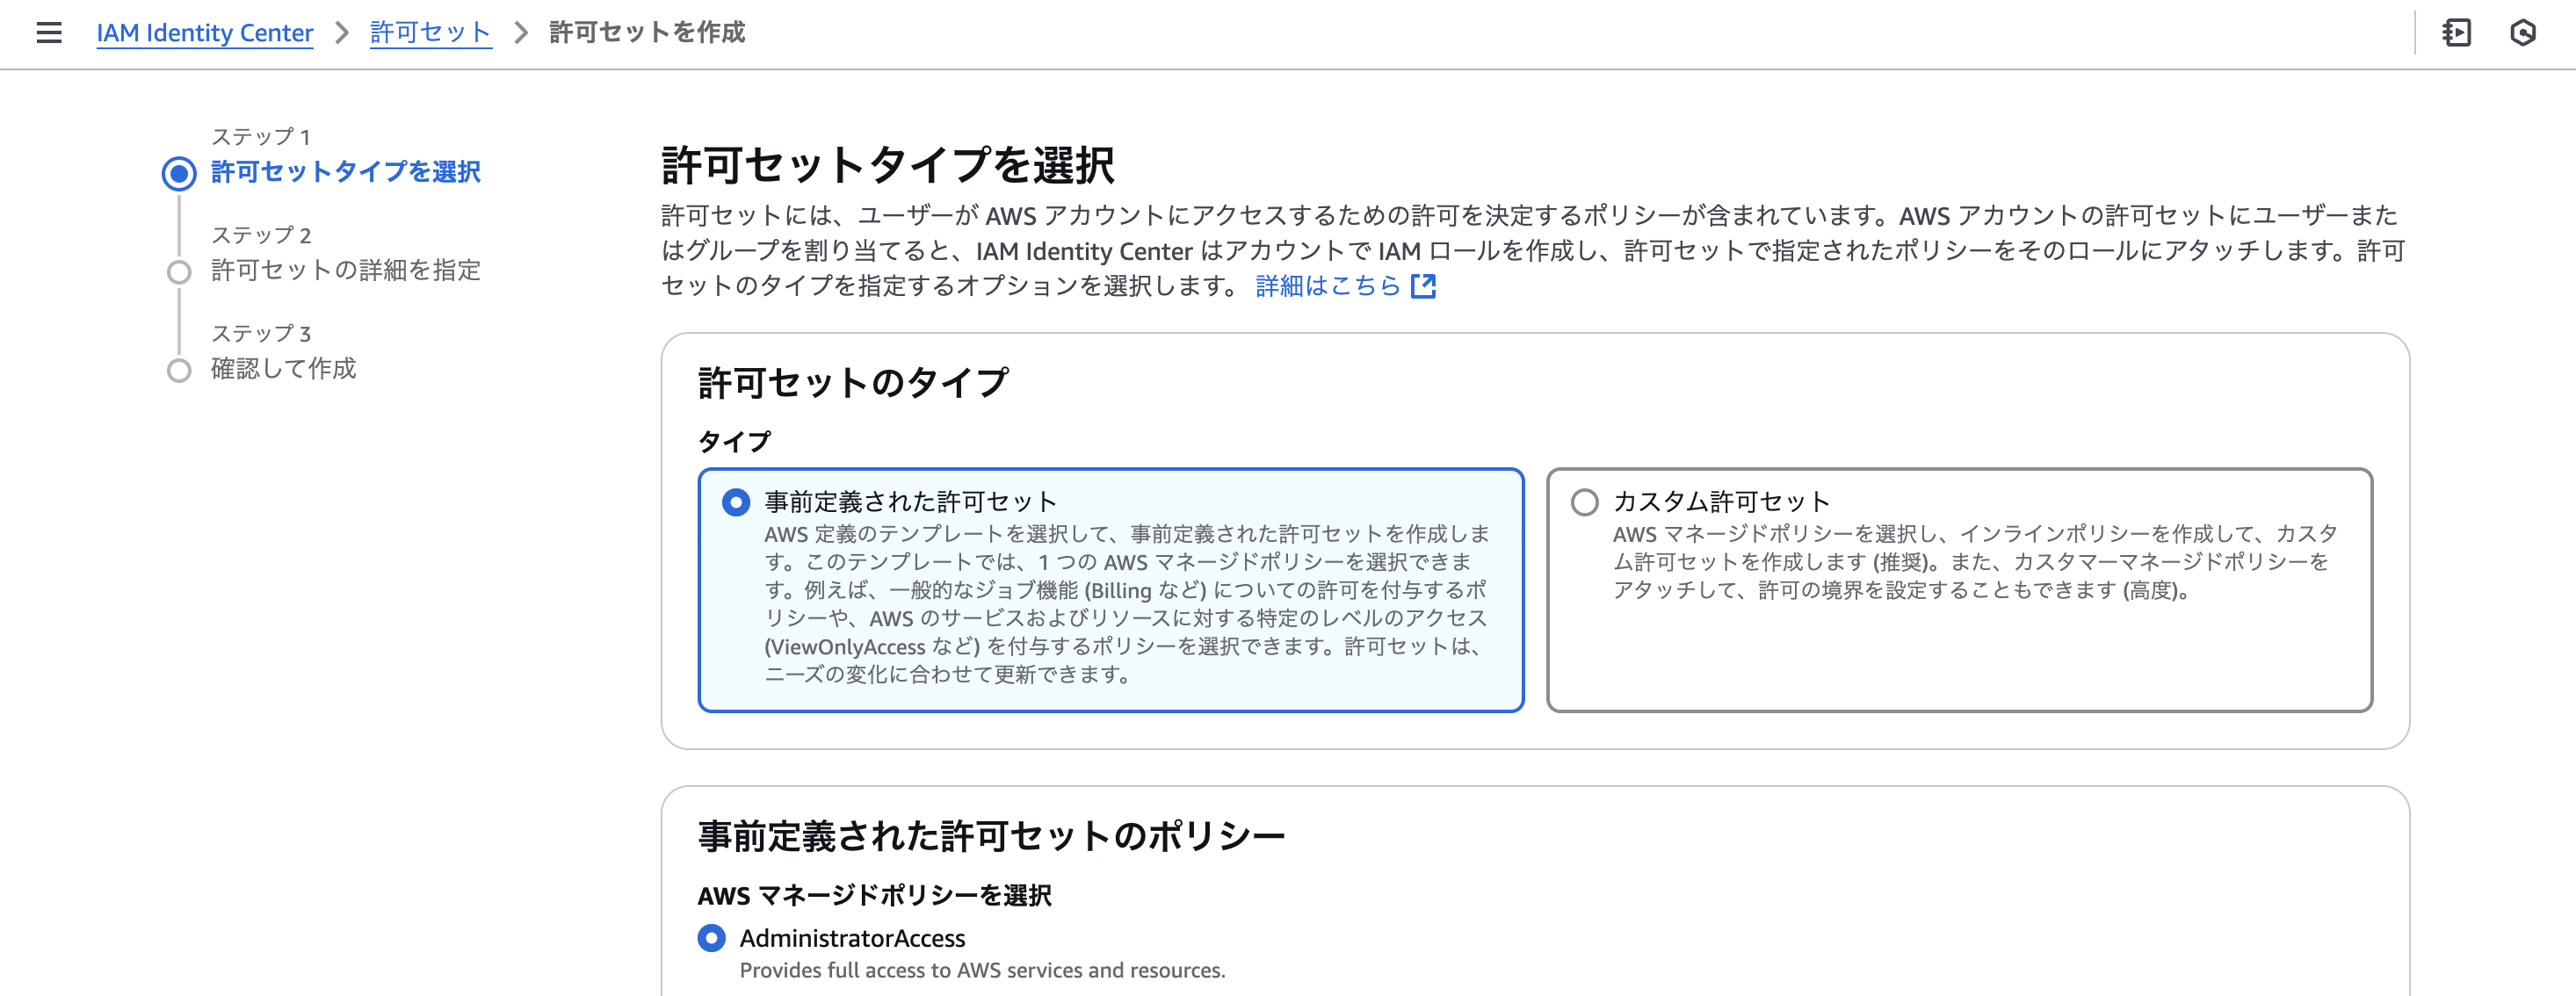 IAM Identity Center > 許可セット > 許可セットを作成
ステップ 1
許可セットタイプを選択
ステップ 2
許可セットの詳細を指定
ステップ 3
確認して作成
許可セットタイプを選択
許可セットには、ユーザーが AWS アカウントにアクセスするための許可を決定するポリシーが含まれています。AWS アカウントの許可セットにユーザーまた
はグループを割り当てると、IAM Identity Center はアカウントで IAM ロールを作成し、許可セットで指定されたポリシーをそのロールにアタッチします。許可
セットのタイプを指定するオプションを選択します。 詳細はこちら
許可セットのタイプ
タイプ
事前定義された許可セット
AWS 定義のテンプレートを選択して、事前定義された許可セットを作成しま
す。このテンプレートでは、1 つの AWS マネージドポリシーを選択できま
す。例えば、一般的なジョブ機能 (Billing など) についての許可を付与するポ
リシーや、AWS のサービスおよびリソースに対する特定のレベルのアクセス
(ViewOnlyAccess など) を付与するポリシーを選択できます。許可セットは、
ニーズの変化に合わせて更新できます。
カスタム許可セット
AWS マネージドポリシーを選択し、インラインポリシーを作成して、カスタ
ム許可セットを作成します (推奨)。また、カスタマーマネージドポリシーを
アタッチして、許可の境界を設定することもできます (高度)。
事前定義された許可セットのポリシー
AWS マネージドポリシーを選択
AdministratorAccess
Provides full access to AWS services and resources.